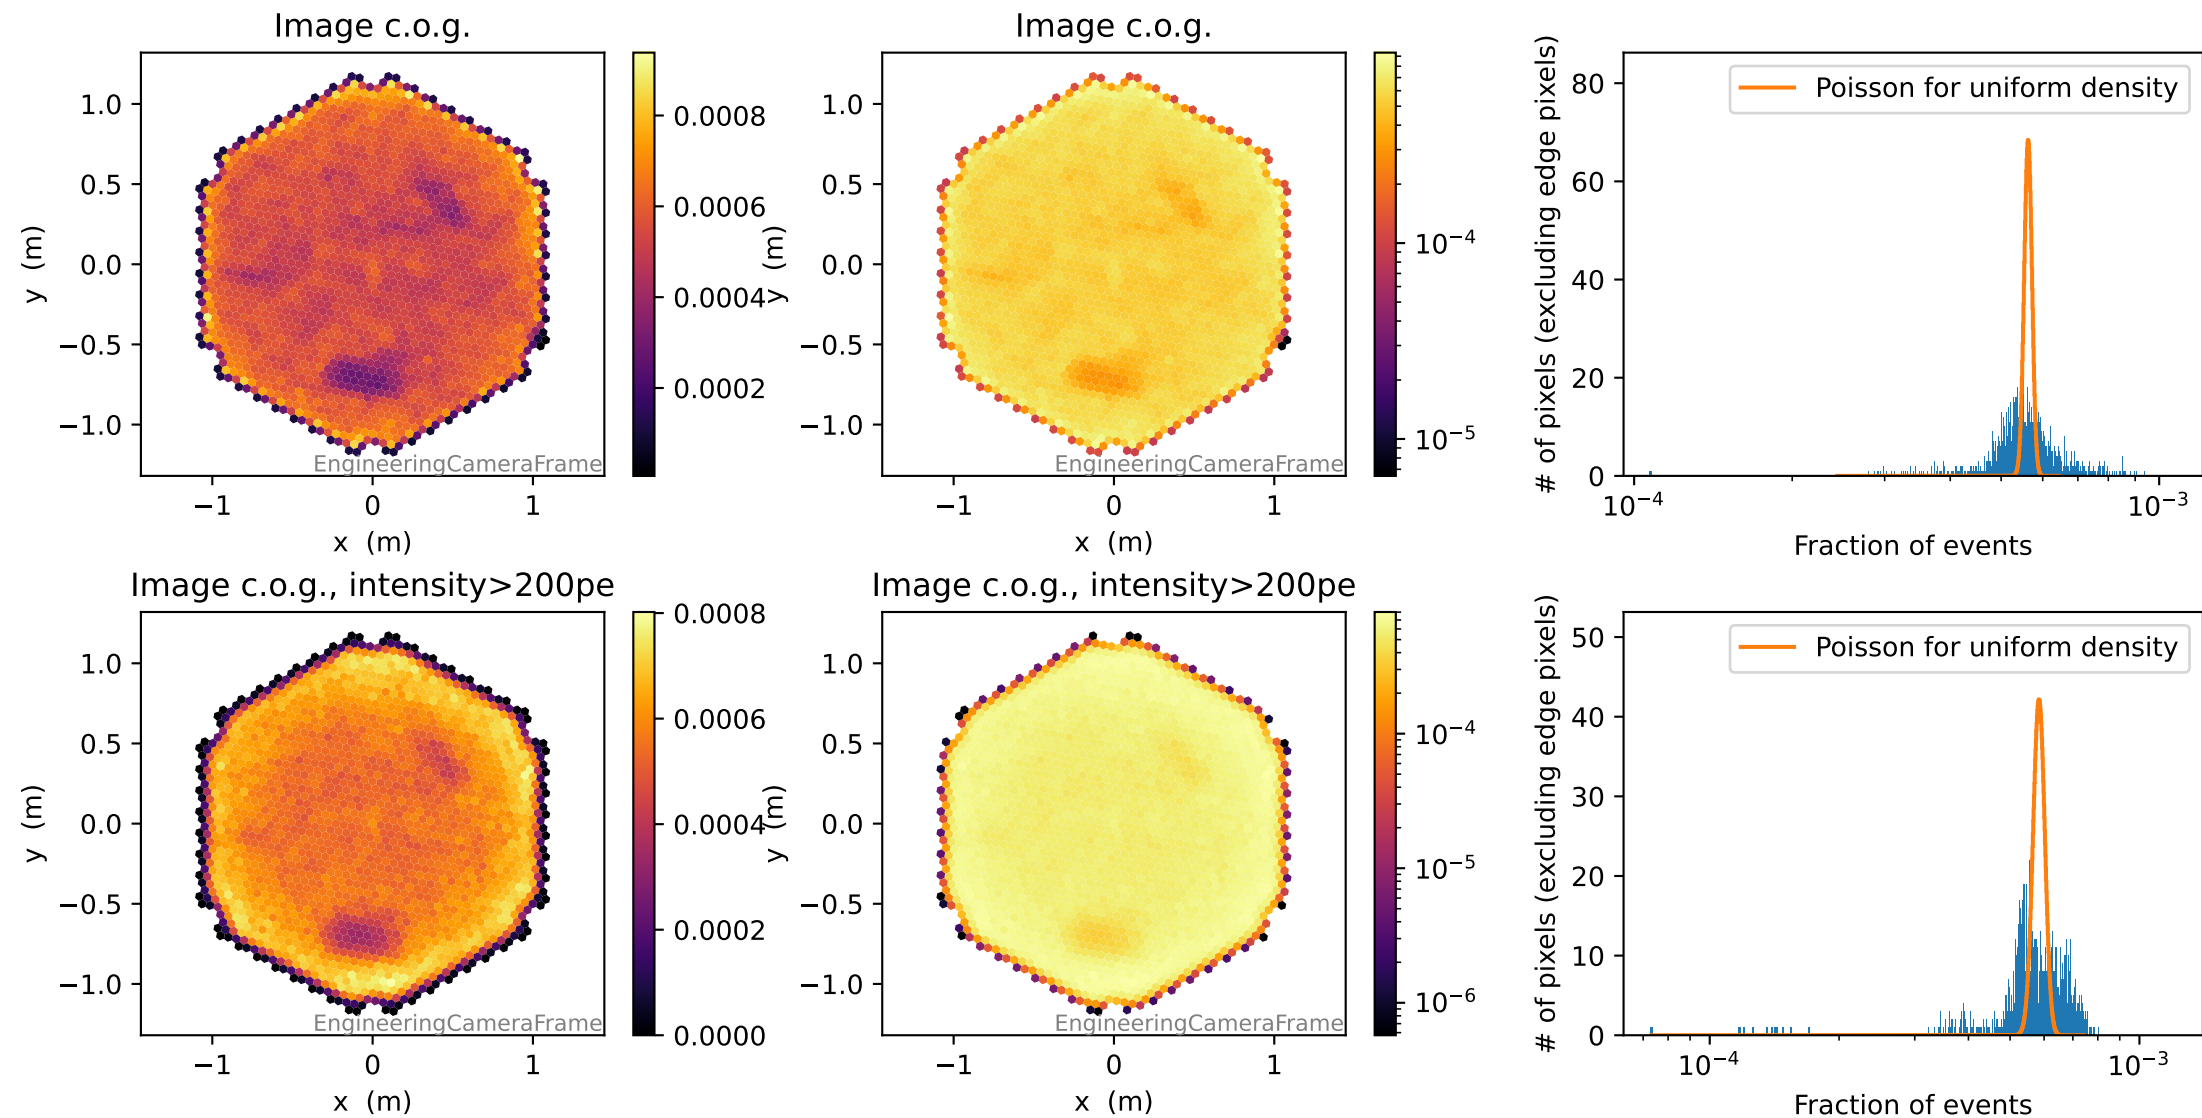 Image c.o.g.
y (m)
1.0
0.5
0.0
−0.5
−1.0
−1
0
1
x (m)
EngineeringCameraFrame
0.0008
0.0006
0.0004
0.0002
Image c.o.g.
y (m)
1.0
0.5
0.0
−0.5
−1.0
−1
0
1
x (m)
EngineeringCameraFrame
10⁻⁴
10⁻⁵
# of pixels (excluding edge pixels)
80
60
40
20
0
Poisson for uniform density
10⁻⁴
10⁻³
Fraction of events
Image c.o.g., intensity>200pe
y (m)
1.0
0.5
0.0
−0.5
−1.0
−1
0
1
x (m)
EngineeringCameraFrame
0.0008
0.0006
0.0004
0.0002
0.0000
Image c.o.g., intensity>200pe
y (m)
1.0
0.5
0.0
−0.5
−1.0
−1
0
1
x (m)
EngineeringCameraFrame
10⁻⁴
10⁻⁵
10⁻⁶
# of pixels (excluding edge pixels)
50
40
30
20
10
0
Poisson for uniform density
10⁻⁴
10⁻³
Fraction of events